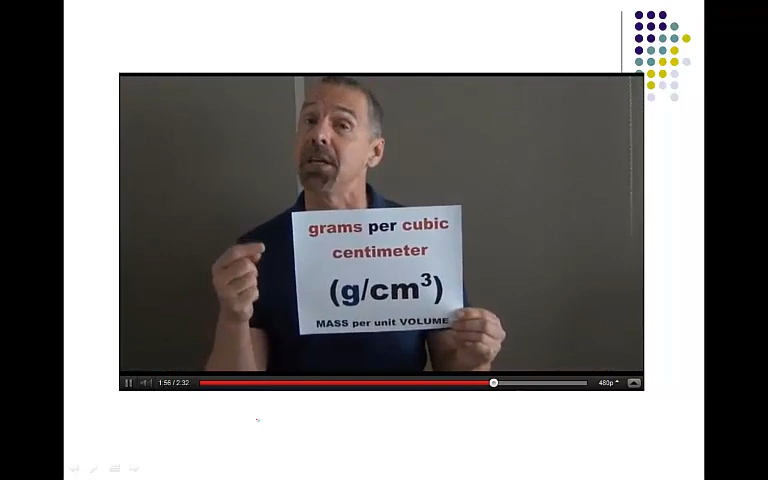 grams per cubic
centimeter
(g/cm³)
MASS per unit VOLUME
1:56 / 2:32
480p